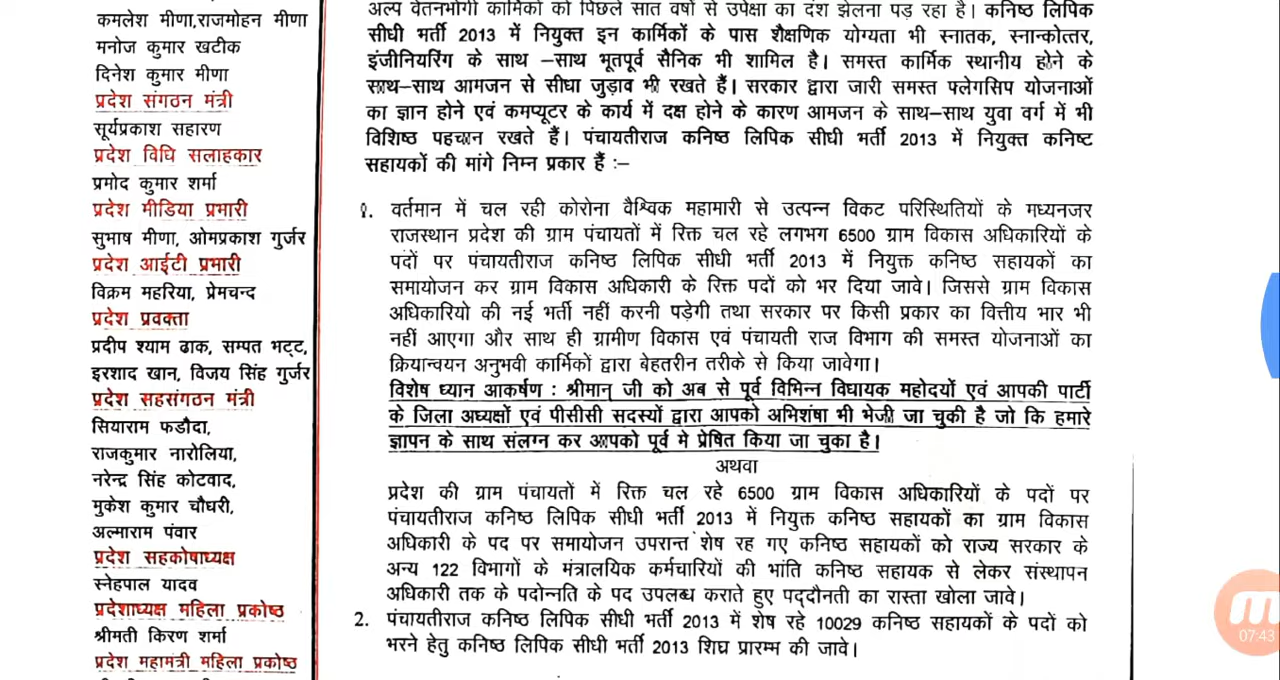 कमलेश मीणा,राजमोहन मीणा
मनोज कुमार खटीक
दिनेश कुमार मीणा
प्रदेश संगठन मंत्री
सूर्यप्रकाश सहारण
प्रदेश विधि सलाहकार
प्रमोद कुमार शर्मा
प्रदेश मीडिया प्रभारी
सुभाष मीणा, ओमप्रकाश गुर्जर
प्रदेश आईटी प्रभारी
विक्रम महरिया, प्रेमचन्द
प्रदेश प्रवक्ता
प्रदीप श्याम ढाक, सम्पत भट्ट,
इरशाद खान, विजय सिंह गुर्जर
प्रदेश सहसंगठन मंत्री
सियाराम फडौदा,
राजकुमार नारोलिया,
नरेन्द्र सिंह कोटवाद,
मुकेश कुमार चौधरी,
अल्माराम पंवार
प्रदेश सहकोषाध्यक्ष
स्नेहपाल यादव
प्रदेशाध्यक्ष महिला प्रकोष्ठ
श्रीमती किरण शर्मा
प्रदेश महामंत्री महिला प्रकोष्ठ
अल्प वेतनभोगी कार्मिको को पिछले सात वर्षो से उपेक्षा का दंश झेलना पड़ रहा है। कनिष्ठ लिपिक
सीधी भर्ती 2013 में नियुक्त इन कार्मिकों के पास शैक्षणिक योग्यता भी स्नातक, स्नान्कोत्तर,
इंजीनियरिंग के साथ –साथ भूतपूर्व सैनिक भी शामिल है। समस्त कार्मिक स्थानीय होने के
साथ–साथ आमजन से सीधा जुड़ाव भी रखते हैं। सरकार द्वारा जारी समस्त फ्लेगसिप योजनाओं
का ज्ञान होने एवं कमप्यूटर के कार्य में दक्ष होने के कारण आमजन के साथ–साथ युवा वर्ग में भी
विशिष्ठ पहचान रखते हैं। पंचायतीराज कनिष्ठ लिपिक सीधी भर्ती 2013 में नियुक्त कनिष्ट
सहायकों की मांगे निम्न प्रकार हैं :–
1. वर्तमान में चल रही कोरोना वैश्विक महामारी से उत्पन्न विकट परिस्थितियों के मध्यनजर
राजस्थान प्रदेश की ग्राम पंचायतों में रिक्त चल रहे लगभग 6500 ग्राम विकास अधिकारियों के
पदों पर पंचायतीराज कनिष्ठ लिपिक सीधी भर्ती 2013 में नियुक्त कनिष्ठ सहायकों का
समायोजन कर ग्राम विकास अधिकारी के रिक्त पदों को भर दिया जावे। जिससे ग्राम विकास
अधिकारियो की नई भर्ती नहीं करनी पड़ेगी तथा सरकार पर किसी प्रकार का वित्तीय भार भी
नहीं आएगा और साथ ही ग्रामीण विकास एवं पंचायती राज विभाग की समस्त योजनाओं का
क्रियान्वयन अनुभवी कार्मिकों द्वारा बेहतरीन तरीके से किया जावेगा।
विशेष ध्यान आकर्षण : श्रीमान् जी को अब से पूर्व विभिन्न विधायक महोदयों एवं आपकी पार्टी
के जिला अध्यक्षों एवं पीसीसी सदस्यों द्वारा आपको अभिशंषा भी भेजी जा चुकी है जो कि हमारे
ज्ञापन के साथ संलग्न कर आपको पूर्व मे प्रेषित किया जा चुका है।
अथवा
प्रदेश की ग्राम पंचायतों में रिक्त चल रहे 6500 ग्राम विकास अधिकारियों के पदों पर
पंचायतीराज कनिष्ठ लिपिक सीधी भर्ती 2013 में नियुक्त कनिष्ठ सहायकों का ग्राम विकास
अधिकारी के पद पर समायोजन उपरान्त शेष रह गए कनिष्ठ सहायकों को राज्य सरकार के
अन्य 122 विभागों के मंत्रालयिक कर्मचारियों की भांति कनिष्ठ सहायक से लेकर संस्थापन
अधिकारी तक के पदोन्नति के पद उपलब्ध कराते हुए पद्दौनती का रास्ता खोला जावे।
2. पंचायतीराज कनिष्ठ लिपिक सीधी भर्ती 2013 में शेष रहे 10029 कनिष्ठ सहायकों के पदों को
भरने हेतु कनिष्ठ लिपिक सीधी भर्ती 2013 शिघ्र प्रारम्भ की जावे।
07:43